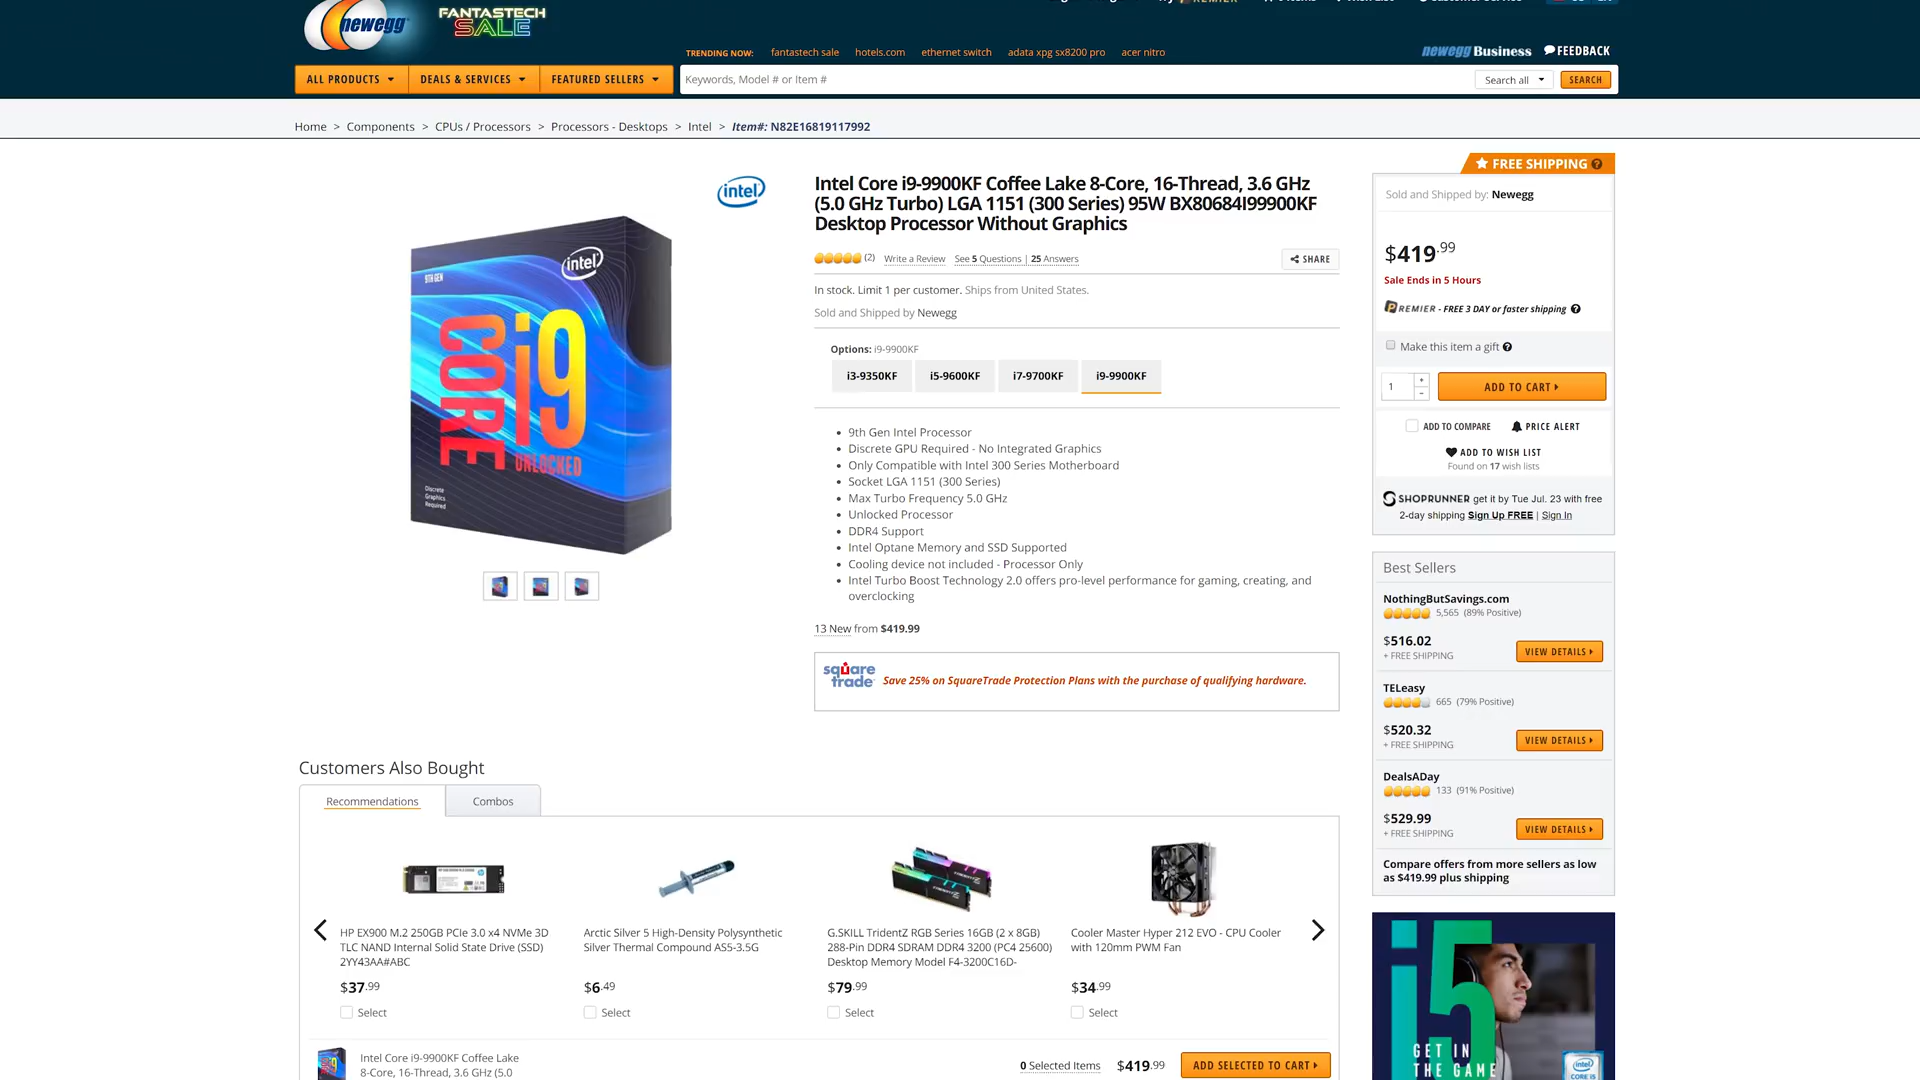 newegg
FANTASTECH
SALE
TRENDING NOW:
fantastech sale
hotels.com
ethernet switch
adata xpg sx8200 pro
acer nitro
newegg Business
FEEDBACK
ALL PRODUCTS
DEALS & SERVICES
FEATURED SELLERS
Keywords, Model # or Item #
Search all
SEARCH
Home > Components > CPUs / Processors > Processors - Desktops > Intel > Item#: N82E16819117992
intel
9TH GEN
intel
CORE
i9
UNLOCKED
Discrete
Graphics
Required
Intel Core i9-9900KF Coffee Lake 8-Core, 16-Thread, 3.6 GHz
(5.0 GHz Turbo) LGA 1151 (300 Series) 95W BX80684I99900KF
Desktop Processor Without Graphics
(2)
Write a Review
See 5 Questions | 25 Answers
SHARE
In stock. Limit 1 per customer. Ships from United States.
Sold and Shipped by Newegg
Options: i9-9900KF
i3-9350KF
i5-9600KF
i7-9700KF
i9-9900KF
9th Gen Intel Processor
Discrete GPU Required - No Integrated Graphics
Only Compatible with Intel 300 Series Motherboard
Socket LGA 1151 (300 Series)
Max Turbo Frequency 5.0 GHz
Unlocked Processor
DDR4 Support
Intel Optane Memory and SSD Supported
Cooling device not included - Processor Only
Intel Turbo Boost Technology 2.0 offers pro-level performance for gaming, creating, and
overclocking
13 New from $419.99
square
trade
Save 25% on SquareTrade Protection Plans with the purchase of qualifying hardware.
FREE SHIPPING
Sold and Shipped by: Newegg
$419.99
Sale Ends in 5 Hours
PREMIER - FREE 3 DAY or faster shipping
Make this item a gift
1
ADD TO CART
ADD TO COMPARE
PRICE ALERT
ADD TO WISH LIST
Found on 17 wish lists
SHOPRUNNER get it by Tue Jul. 23 with free
2-day shipping Sign Up FREE | Sign In
Best Sellers
NothingButSavings.com
5,565 (89% Positive)
$516.02
+ FREE SHIPPING
VIEW DETAILS
TELeasy
665 (79% Positive)
$520.32
+ FREE SHIPPING
VIEW DETAILS
DealsADay
133 (91% Positive)
$529.99
+ FREE SHIPPING
VIEW DETAILS
Compare offers from more sellers as low
as $419.99 plus shipping
Customers Also Bought
Recommendations
Combos
HP EX900 M.2 250GB PCIe 3.0 x4 NVMe 3D
TLC NAND Internal Solid State Drive (SSD)
2YY43AA#ABC
$37.99
Select
Arctic Silver 5 High-Density Polysynthetic
Silver Thermal Compound AS5-3.5G
$6.49
Select
G.SKILL TridentZ RGB Series 16GB (2 x 8GB)
288-Pin DDR4 SDRAM DDR4 3200 (PC4 25600)
Desktop Memory Model F4-3200C16D-
$79.99
Select
Cooler Master Hyper 212 EVO - CPU Cooler
with 120mm PWM Fan
$34.99
Select
Intel Core i9-9900KF Coffee Lake
8-Core, 16-Thread, 3.6 GHz (5.0
0 Selected Items
$419.99
ADD SELECTED TO CART
i5
GET IN
THE GAME
intel
CORE i5